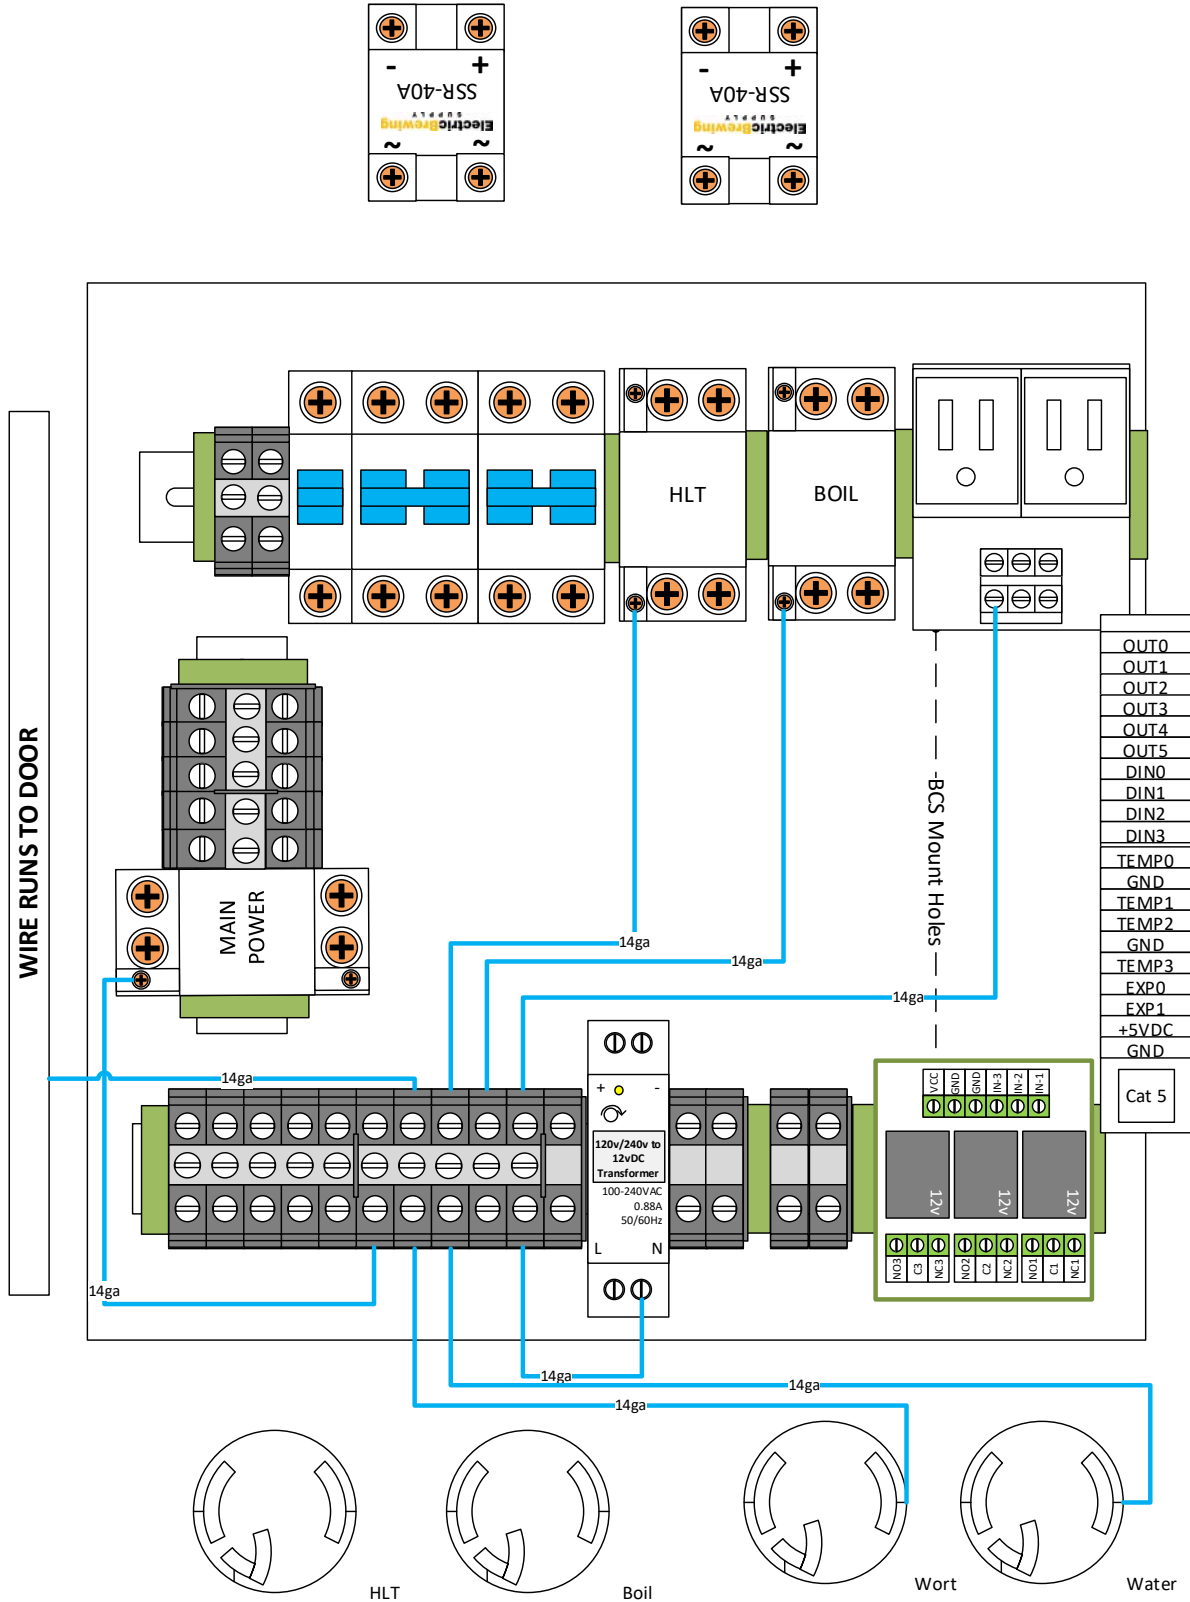 - +
SSR-40A
SUPPLY
ElectricBrewing
~ ~
- +
SSR-40A
SUPPLY
ElectricBrewing
~ ~
HLT
BOIL
WIRE RUNS TO DOOR
MAIN
POWER
BCS Mount Holes
OUT0
OUT1
OUT2
OUT3
OUT4
OUT5
DIN0
DIN1
DIN2
DIN3
TEMP0
GND
TEMP1
TEMP2
GND
TEMP3
EXP0
EXP1
+5VDC
GND
Cat 5
14ga
14ga
14ga
14ga
+ -
120v/240v to
12vDC
Transformer
100-240VAC
0.88A
50/60Hz
L N
VCC
GND
GND
IN-3
IN-2
IN-1
12v
12v
12v
NO3
C3
NC3
NO2
C2
NC2
NO1
C1
NC1
14ga
14ga
14ga
14ga
HLT
Boil
Wort
Water